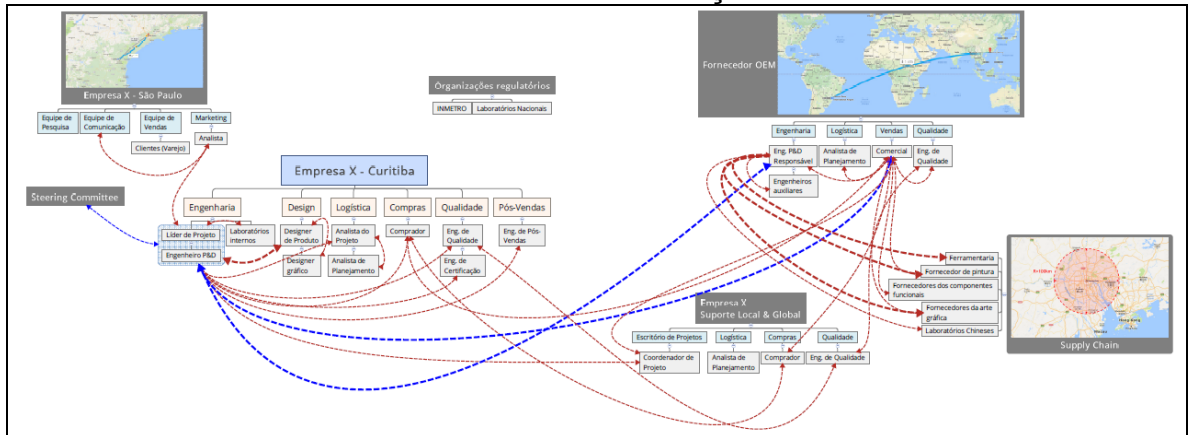 Empresa X - São Paulo
Equipe de
Pesquisa
Equipe de
Comunicação
Equipe de
Vendas
Marketing
Analista
Clientes (Varejo)
Organizações regulatórios
INMETRO
Laboratórios Nacionais
Fornecedor OEM
Engenharia
Logística
Vendas
Qualidade
Eng. P&D
Responsável
Analista de
Planejamento
Comercial
Eng. de
Qualidade
Engenheiros
auxiliares
Steering Committee
Empresa X - Curitiba
Engenharia
Design
Logística
Compras
Qualidade
Pós-Vendas
Líder de Projeto
Engenheiro P&D
Laboratórios
internos
Designer
de Produto
Designer
gráfico
Analista do
Projeto
Analista de
Planejamento
Comprador
Eng. de
Qualidade
Eng. de
Certificação
Eng. de Pós-
Vendas
Empresa X
Suporte Local & Global
Escritório de Projetos
Logística
Compras
Qualidade
Coordenador de
Projeto
Analista de
Planejamento
Comprador
Eng. de Qualidade
Ferramentaria
Fornecedor de pintura
Fornecedores dos componentes
funcionais
Fornecedores da arte
gráfica
Laboratórios Chineses
Supply Chain